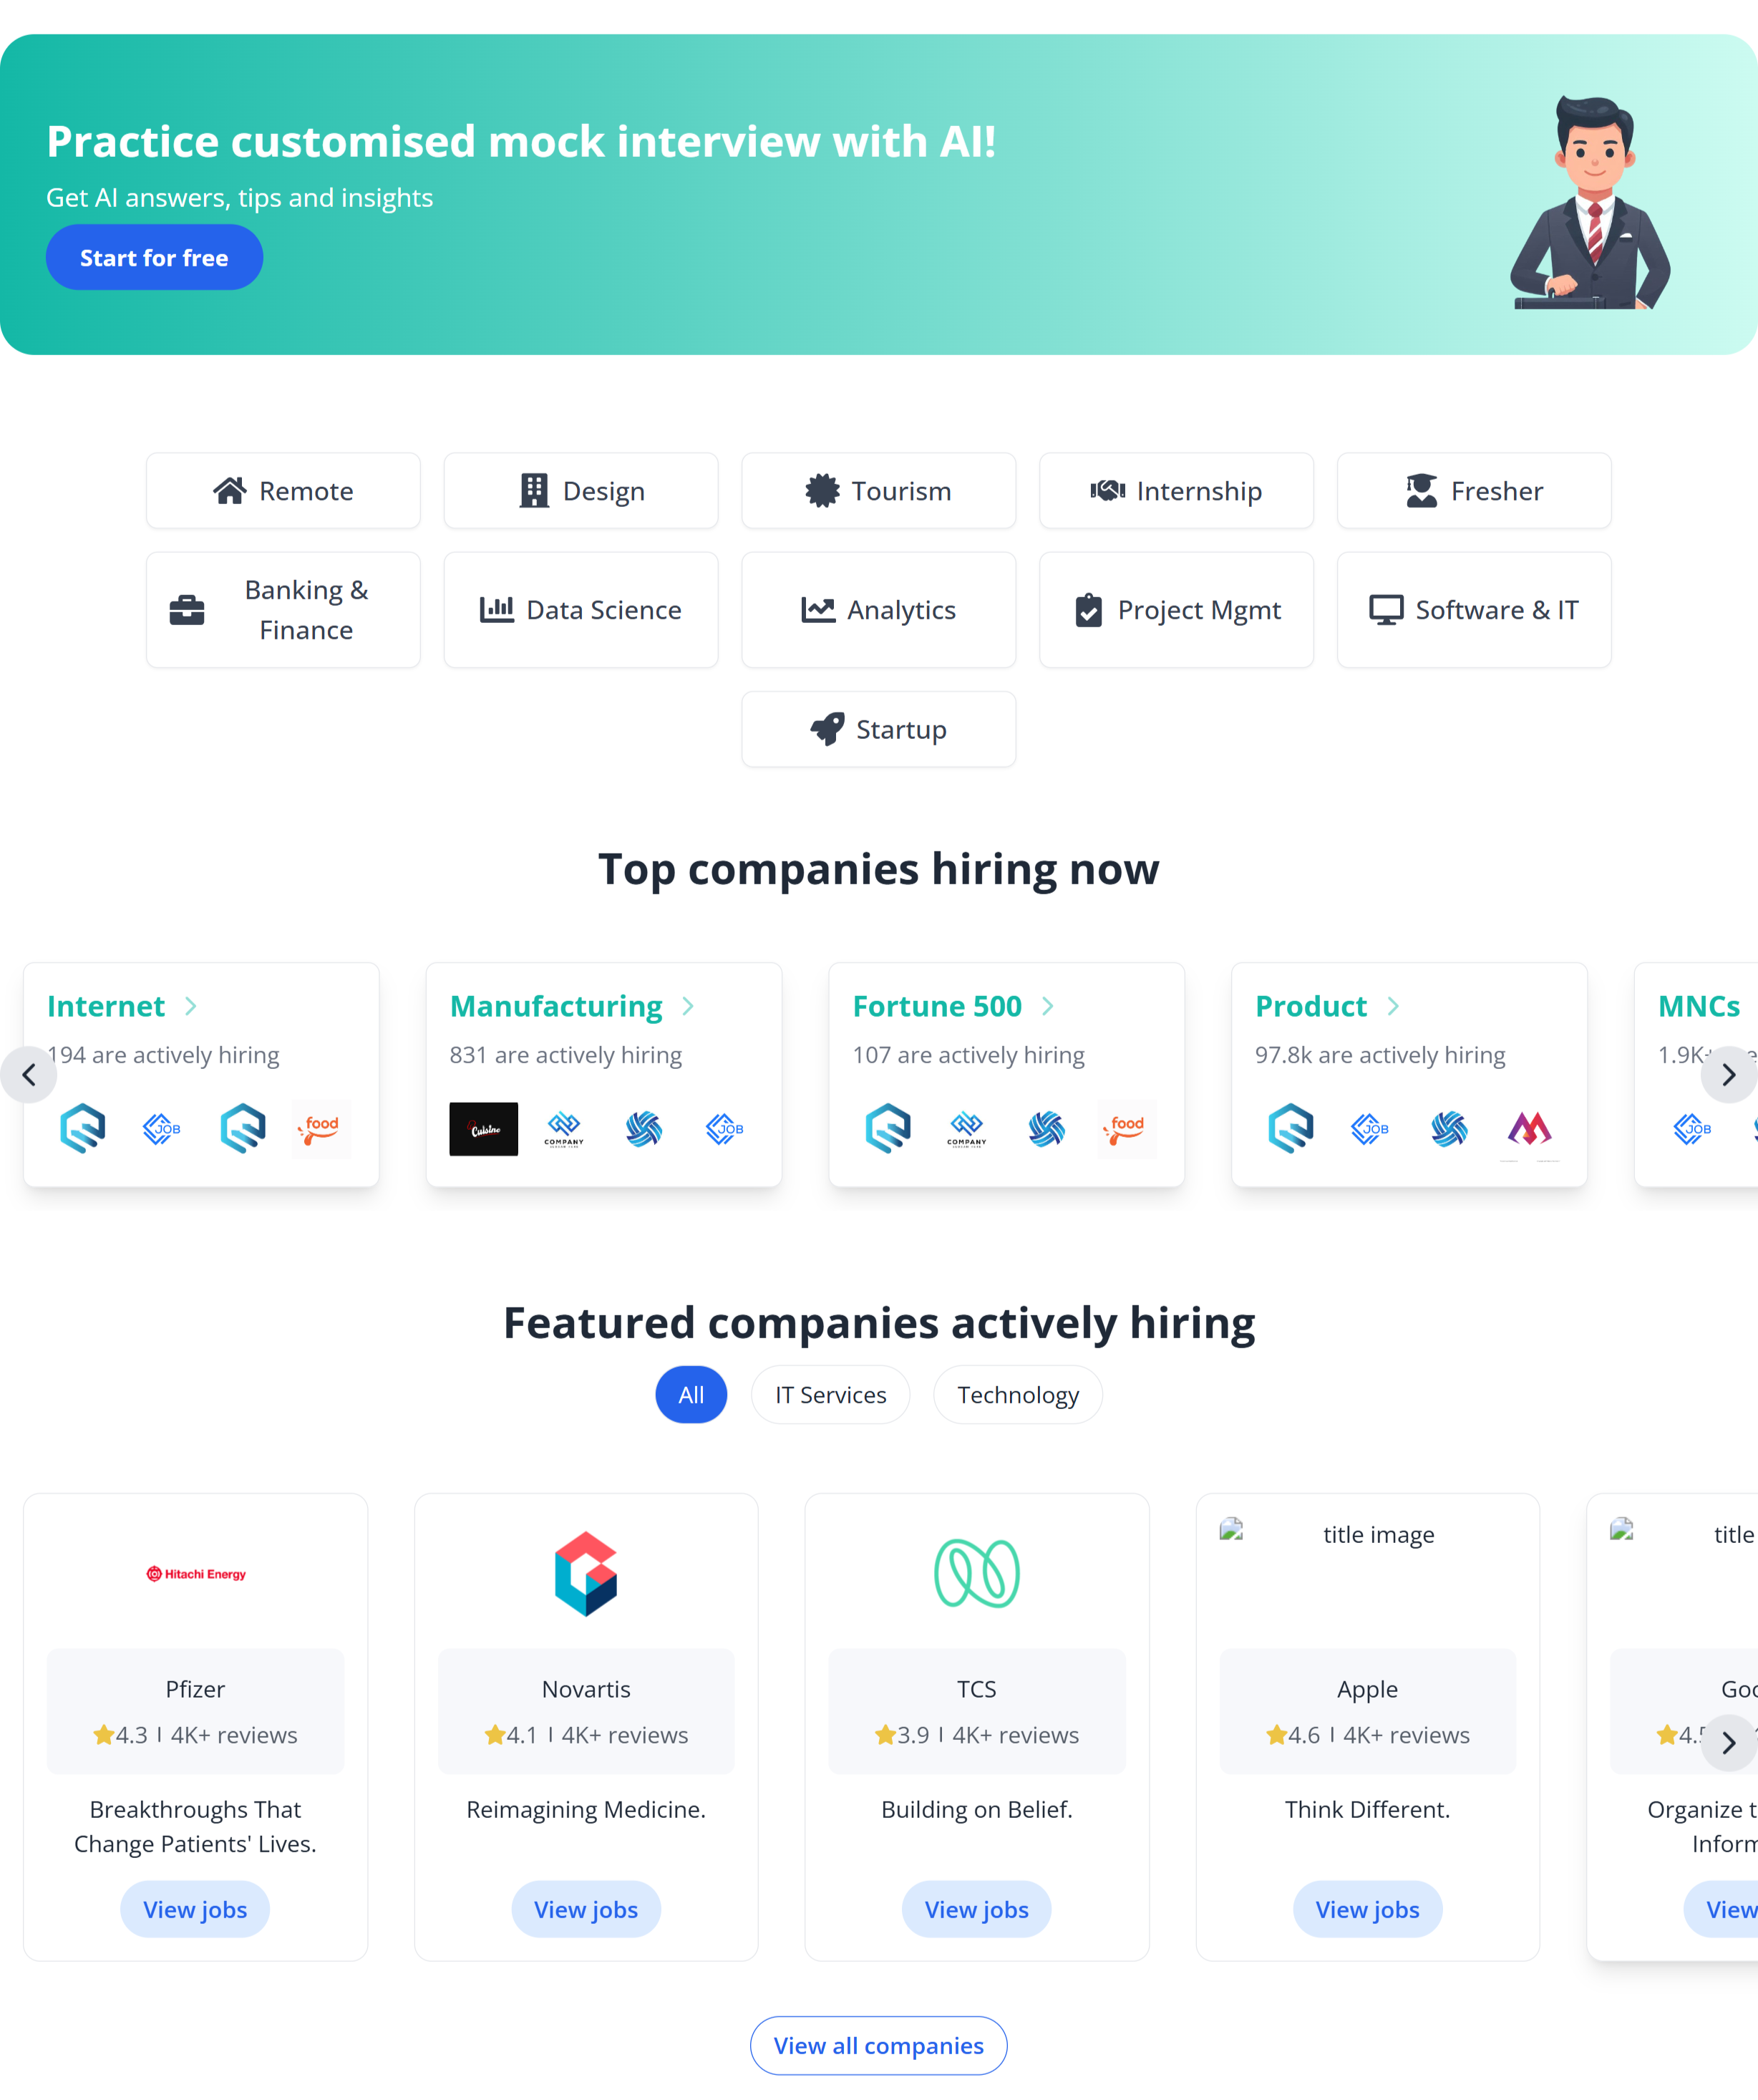 Practice customised mock interview with AI!
Get AI answers, tips and insights
Start for free
Remote
Design
Tourism
Internship
Fresher
Banking &
Finance
Data Science
Analytics
Project Mgmt
Software & IT
Startup
Top companies hiring now
Internet
Manufacturing
Fortune 500
Product
MNCs
194 are actively hiring
831 are actively hiring
107 are actively hiring
97.8k are actively hiring
1.9K+
JOB
food
Cuisine
COMPANY
JOB
COMPANY
food
JOB
JOB
Featured companies actively hiring
All
IT Services
Technology
Hitachi Energy
title image
title
Pfizer
Novartis
TCS
Apple
Goo
4.3 | 4K+ reviews
4.1 | 4K+ reviews
3.9 | 4K+ reviews
4.6 | 4K+ reviews
Breakthroughs That
Change Patients' Lives.
Reimagining Medicine.
Building on Belief.
Think Different.
Organize t
Inform
View jobs
View jobs
View jobs
View jobs
View
View all companies